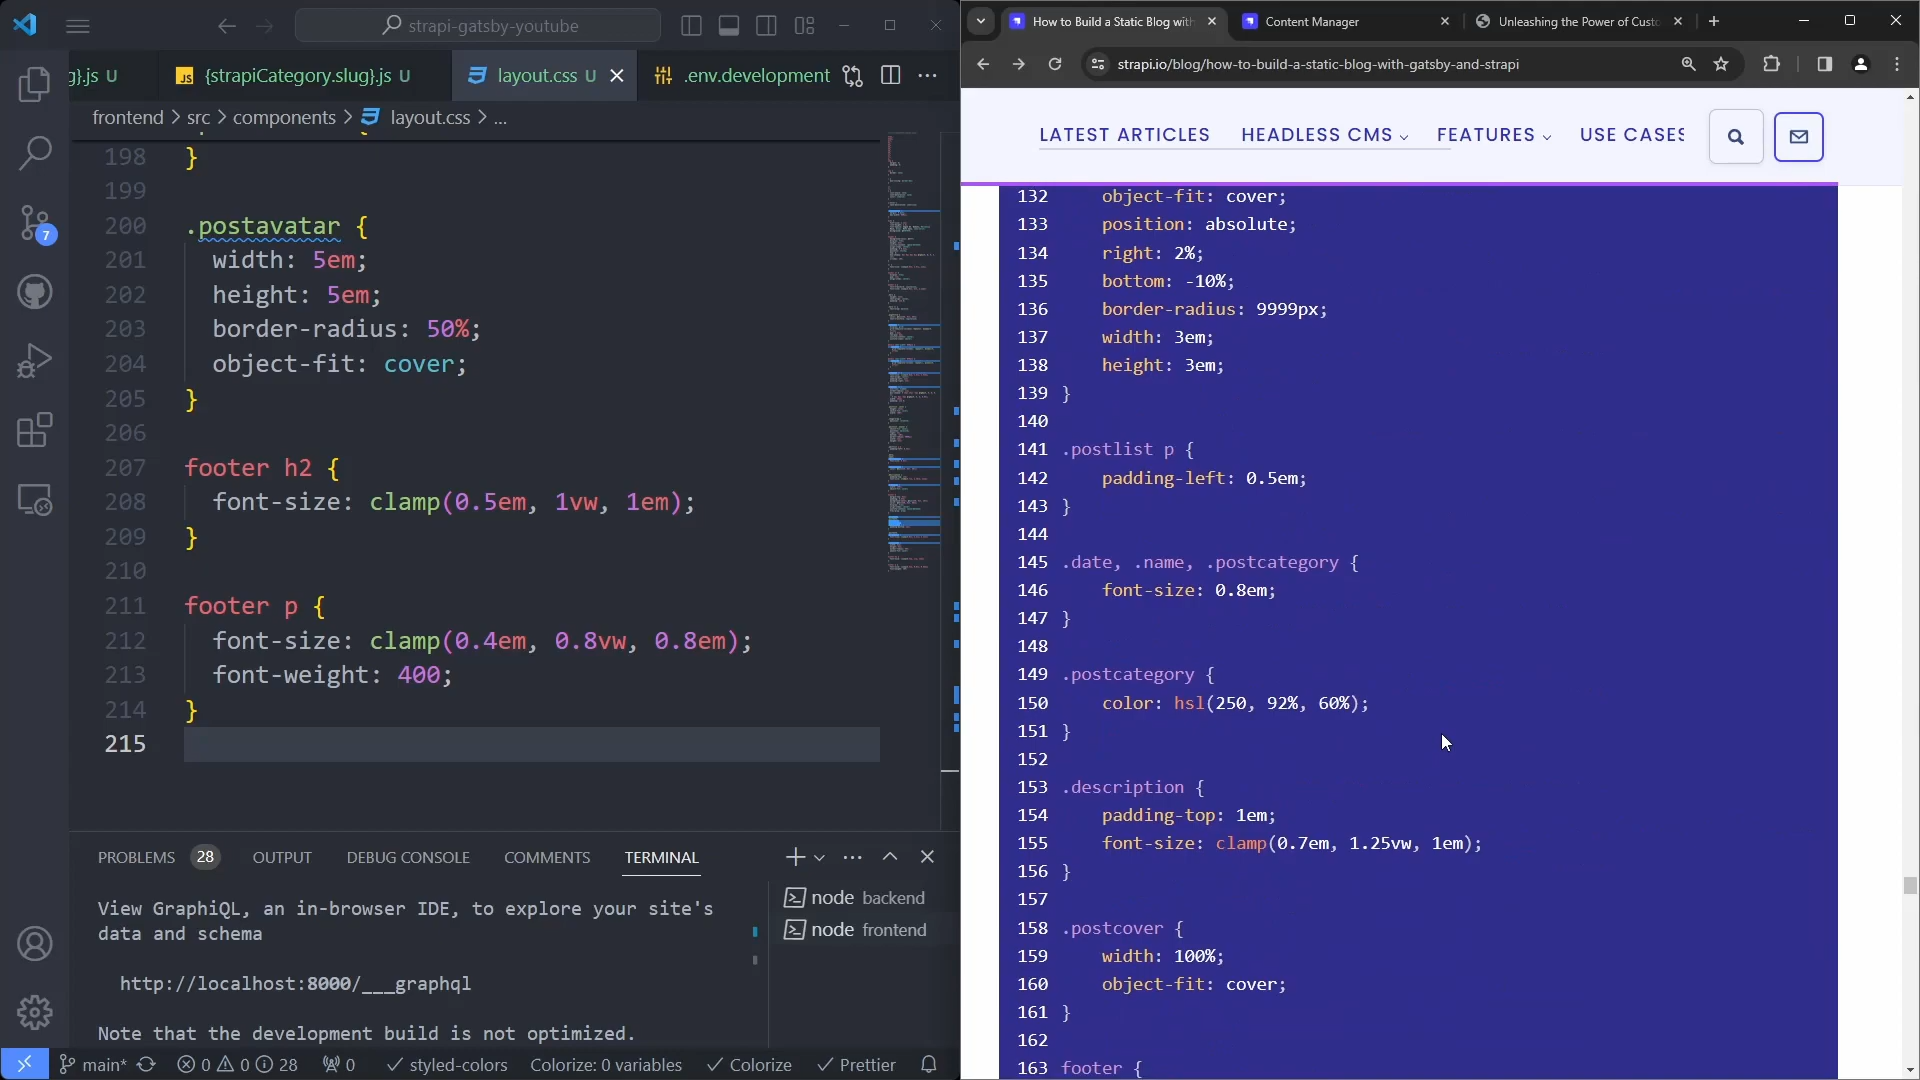 strapi-gatsby-youtube
g}.js U
JS {strapiCategory.slug}.js U
layout.css U
.env.development
frontend > src > components > layout.css > ...
198 }
199
200 .postavatar {
201 width: 5em;
202 height: 5em;
203 border-radius: 50%;
204 object-fit: cover;
205 }
206
207 footer h2 {
208 font-size: clamp(0.5em, 1vw, 1em);
209 }
210
211 footer p {
212 font-size: clamp(0.4em, 0.8vw, 0.8em);
213 font-weight: 400;
214 }
215
7
PROBLEMS 28 OUTPUT DEBUG CONSOLE COMMENTS TERMINAL
View GraphiQL, an in-browser IDE, to explore your site's
data and schema
http://localhost:8000/___graphql
Note that the development build is not optimized.
node backend
node frontend
main* 0 0 28 0 styled-colors Colorize: 0 variables Colorize Prettier
How to Build a Static Blog with
Content Manager
Unleashing the Power of Custo
strapi.io/blog/how-to-build-a-static-blog-with-gatsby-and-strapi
LATEST ARTICLES HEADLESS CMS FEATURES USE CASES
132 object-fit: cover;
133 position: absolute;
134 right: 2%;
135 bottom: -10%;
136 border-radius: 9999px;
137 width: 3em;
138 height: 3em;
139 }
140
141 .postlist p {
142 padding-left: 0.5em;
143 }
144
145 .date, .name, .postcategory {
146 font-size: 0.8em;
147 }
148
149 .postcategory {
150 color: hsl(250, 92%, 60%);
151 }
152
153 .description {
154 padding-top: 1em;
155 font-size: clamp(0.7em, 1.25vw, 1em);
156 }
157
158 .postcover {
159 width: 100%;
160 object-fit: cover;
161 }
162
163 footer {